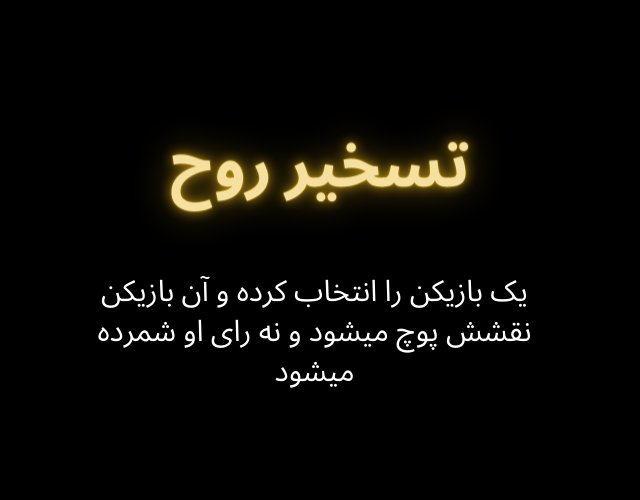 تسخیر روح
یک بازیکن را انتخاب کرده و آن بازیکن
نقشش پوچ میشود و نه رای او شمرده
میشود